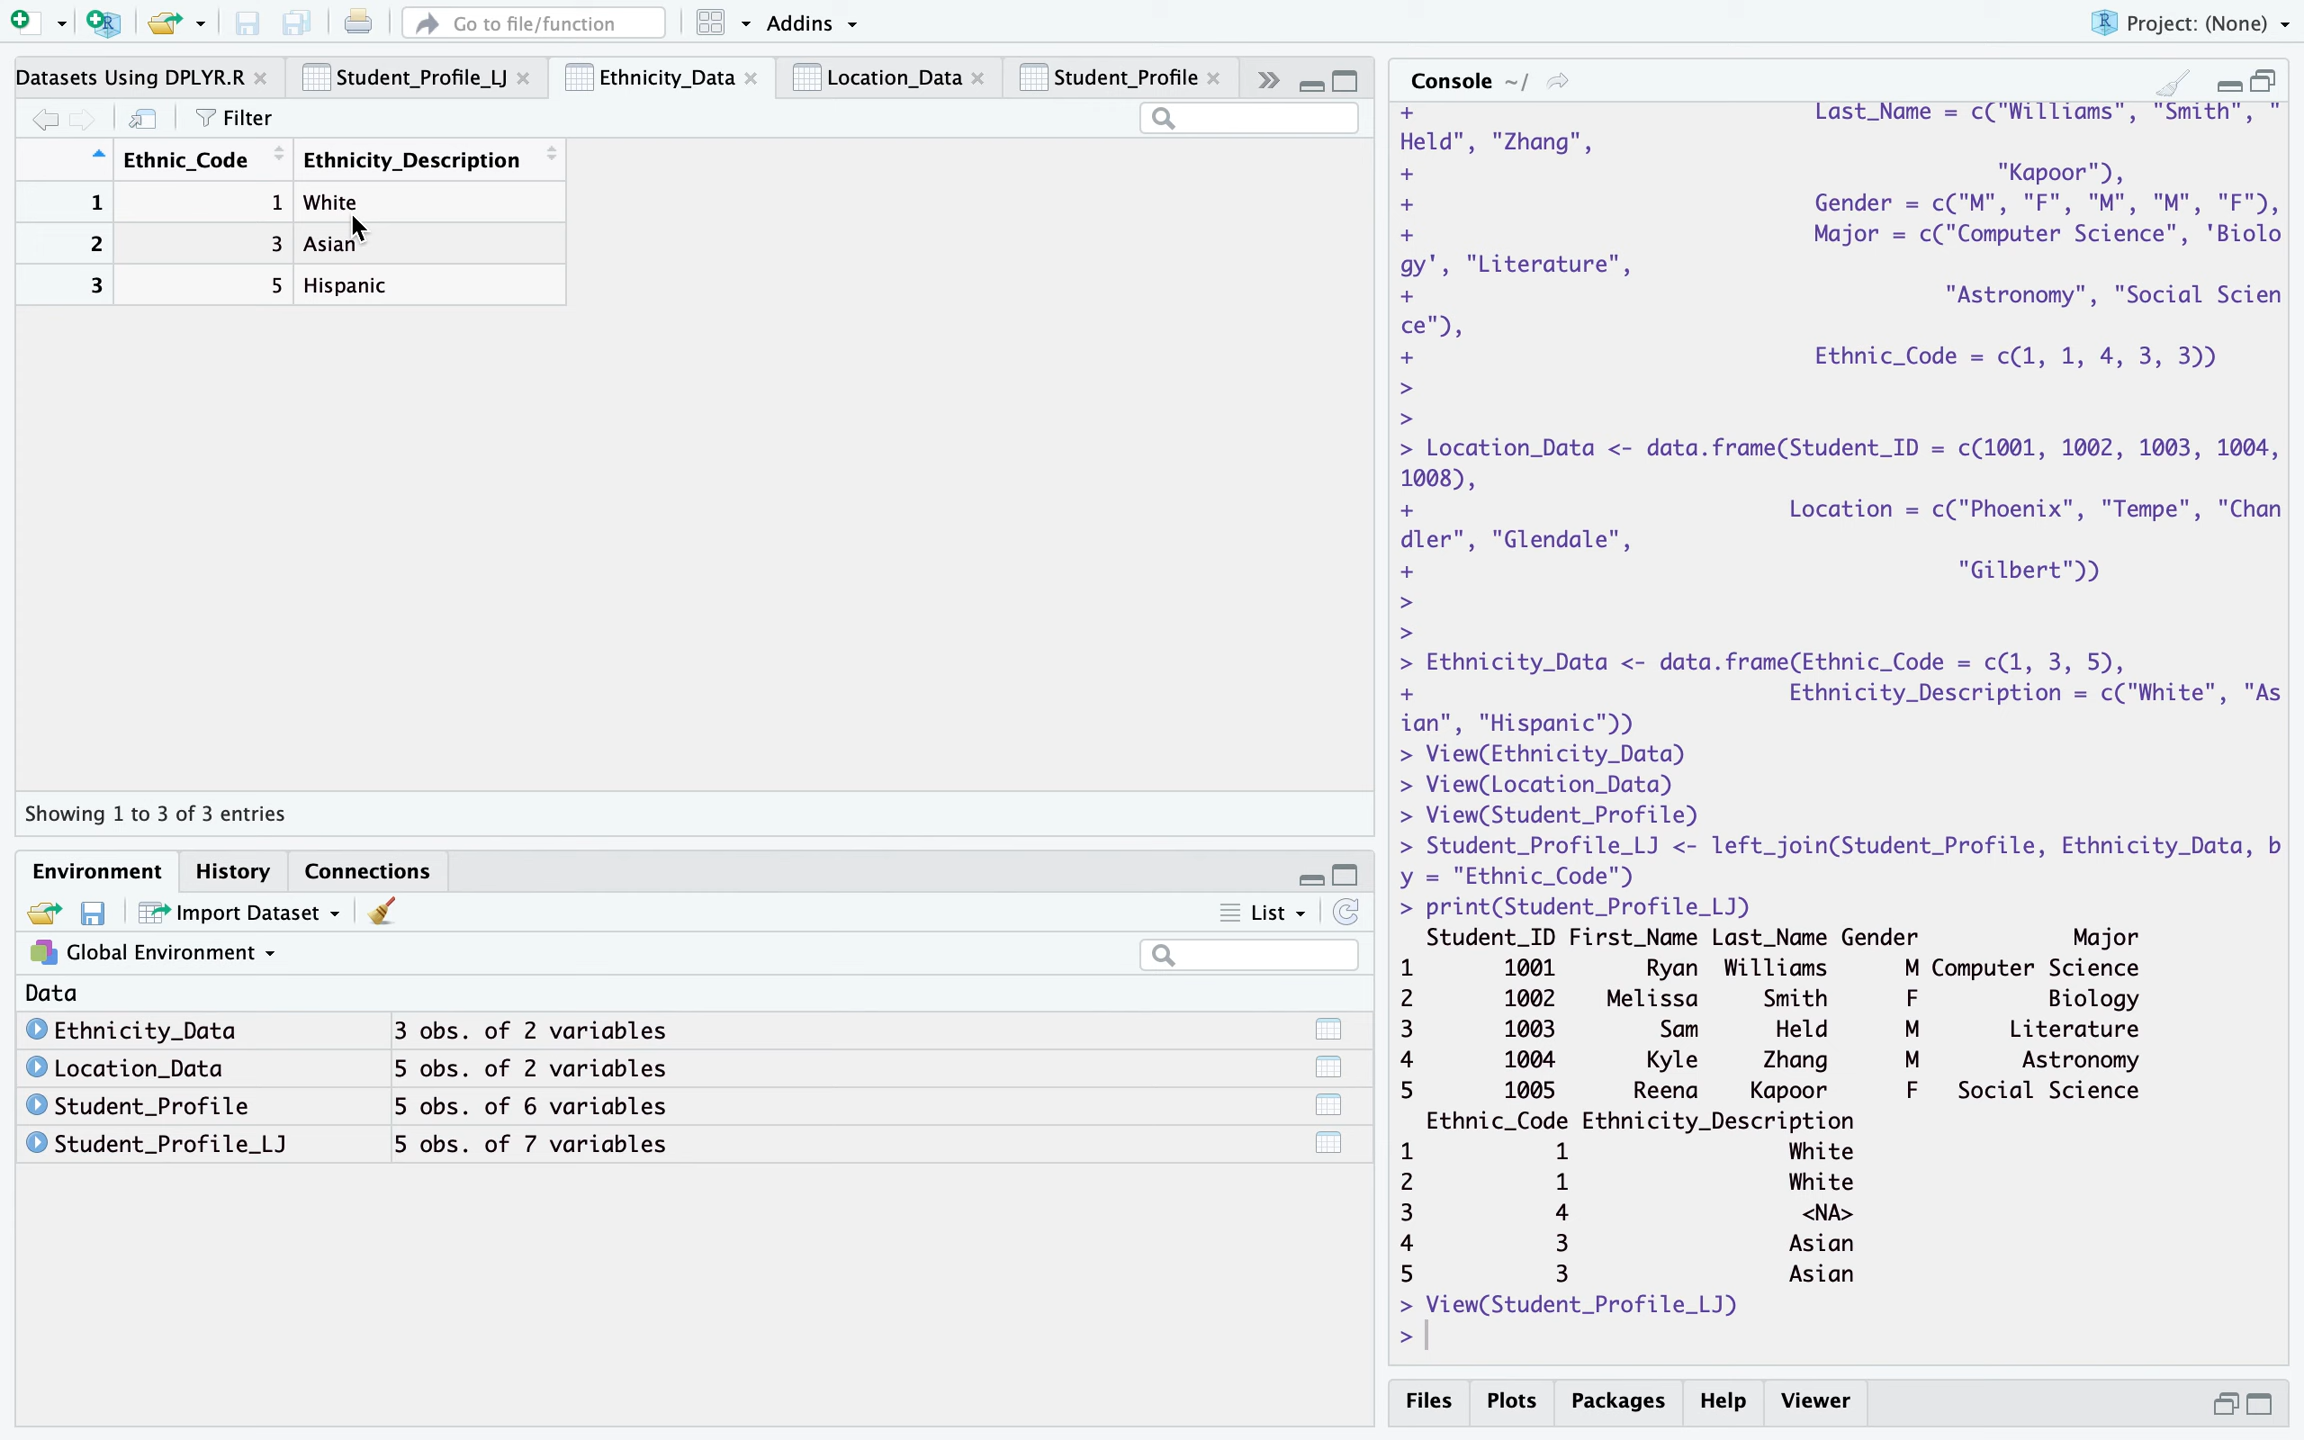 Go to file/function
Addins
Project: (None)
Datasets Using DPLYR.R
Student_Profile_LJ
Ethnicity_Data
Location_Data
Student_Profile
Filter
Ethnic_Code Ethnicity_Description
1 1 White
2 3 Asian
3 5 Hispanic
Showing 1 to 3 of 3 entries
Environment History Connections
Import Dataset
List
Global Environment
Data
Ethnicity_Data 3 obs. of 2 variables
Location_Data 5 obs. of 2 variables
Student_Profile 5 obs. of 6 variables
Student_Profile_LJ 5 obs. of 7 variables
Console ~/
+ Last_Name = c("Williams", "Smith", "
Held", "Zhang",
+ "Kapoor"),
+ Gender = c("M", "F", "M", "M", "F"),
+ Major = c("Computer Science", 'Biolo
gy', "Literature",
+ "Astronomy", "Social Scien
ce"),
+ Ethnic_Code = c(1, 1, 4, 3, 3))
>
>
> Location_Data <- data.frame(Student_ID = c(1001, 1002, 1003, 1004,
1008),
+ Location = c("Phoenix", "Tempe", "Chan
dler", "Glendale",
+ "Gilbert"))
>
>
> Ethnicity_Data <- data.frame(Ethnic_Code = c(1, 3, 5),
+ Ethnicity_Description = c("White", "As
ian", "Hispanic"))
> View(Ethnicity_Data)
> View(Location_Data)
> View(Student_Profile)
> Student_Profile_LJ <- left_join(Student_Profile, Ethnicity_Data, b
y = "Ethnic_Code")
> print(Student_Profile_LJ)
Student_ID First_Name Last_Name Gender Major
1 1001 Ryan Williams M Computer Science
2 1002 Melissa Smith F Biology
3 1003 Sam Held M Literature
4 1004 Kyle Zhang M Astronomy
5 1005 Reena Kapoor F Social Science
Ethnic_Code Ethnicity_Description
1 1 White
2 1 White
3 4 <NA>
4 3 Asian
5 3 Asian
> View(Student_Profile_LJ)
>
Files Plots Packages Help Viewer